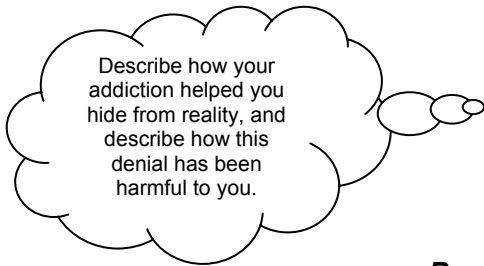 Describe how your
addiction helped you
hide from reality, and
describe how this
denial has been
harmful to you.